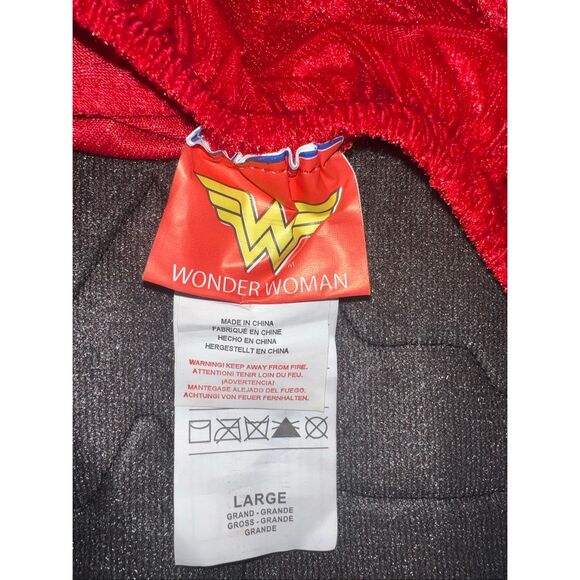 W
TM
WONDER WOMAN
MADE IN CHINA
FABRIQUÉ EN CHINE
HECHO EN CHINA
HERGESTELLT EN CHINA
WARNING! KEEP AWAY FROM FIRE.
ATTENTION! TENIR LOIN DU FEU.
¡ADVERTENCIA!
MANTÉGASE ALEJADO DEL FUEGO.
ACHTUNG! VON FEUER FERNHALTEN.
LARGE
GRAND - GRANDE
GROSS - GRANDE
GRANDE